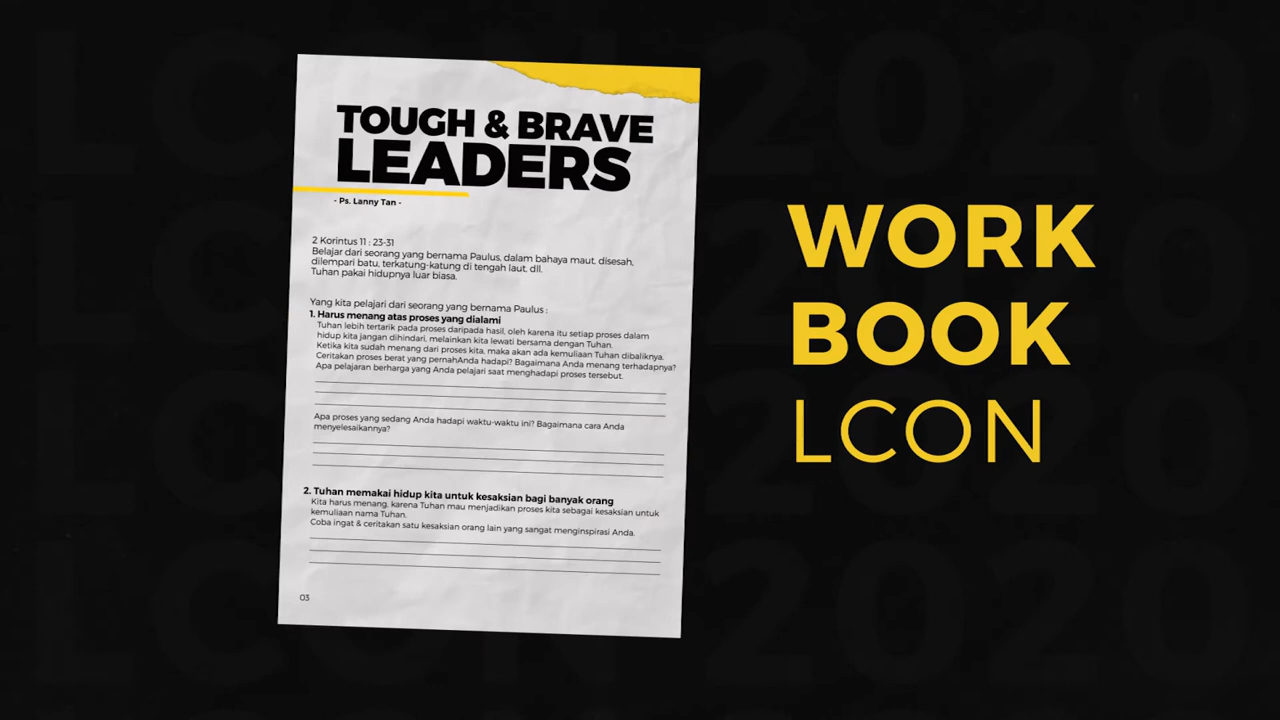 TOUGH & BRAVE
LEADERS
- Ps. Lanny Tan -
2 Korintus 11 : 23-31
Belajar dari seorang yang bernama Paulus, dalam bahaya maut, disesah,
dilempari batu, terkatung-katung di tengah laut, dll.
Tuhan pakai hidupnya luar biasa.
Yang kita pelajari dari seorang yang bernama Paulus :
1. Harus menang atas proses yang dialami
Tuhan lebih tertarik pada proses daripada hasil, oleh karena itu setiap proses dalam
hidup kita jangan dihindari, melainkan kita lewati bersama dengan Tuhan.
Ketika kita sudah menang dari proses kita, maka akan ada kemuliaan Tuhan dibaliknya.
Ceritakan proses berat yang pernahAnda hadapi? Bagaimana Anda menang terhadapnya?
Apa pelajaran berharga yang Anda pelajari saat menghadapi proses tersebut.
Apa proses yang sedang Anda hadapi waktu-waktu ini? Bagaimana cara Anda
menyelesaikannya?
2. Tuhan memakai hidup kita untuk kesaksian bagi banyak orang
Kita harus menang, karena Tuhan mau menjadikan proses kita sebagai kesaksian untuk
kemuliaan nama Tuhan.
Coba ingat & ceritakan satu kesaksian orang lain yang sangat menginspirasi Anda.
03
WORK
BOOK
LCON
LCON 2020
LCON 2020
LCON 2020
LCON 2020